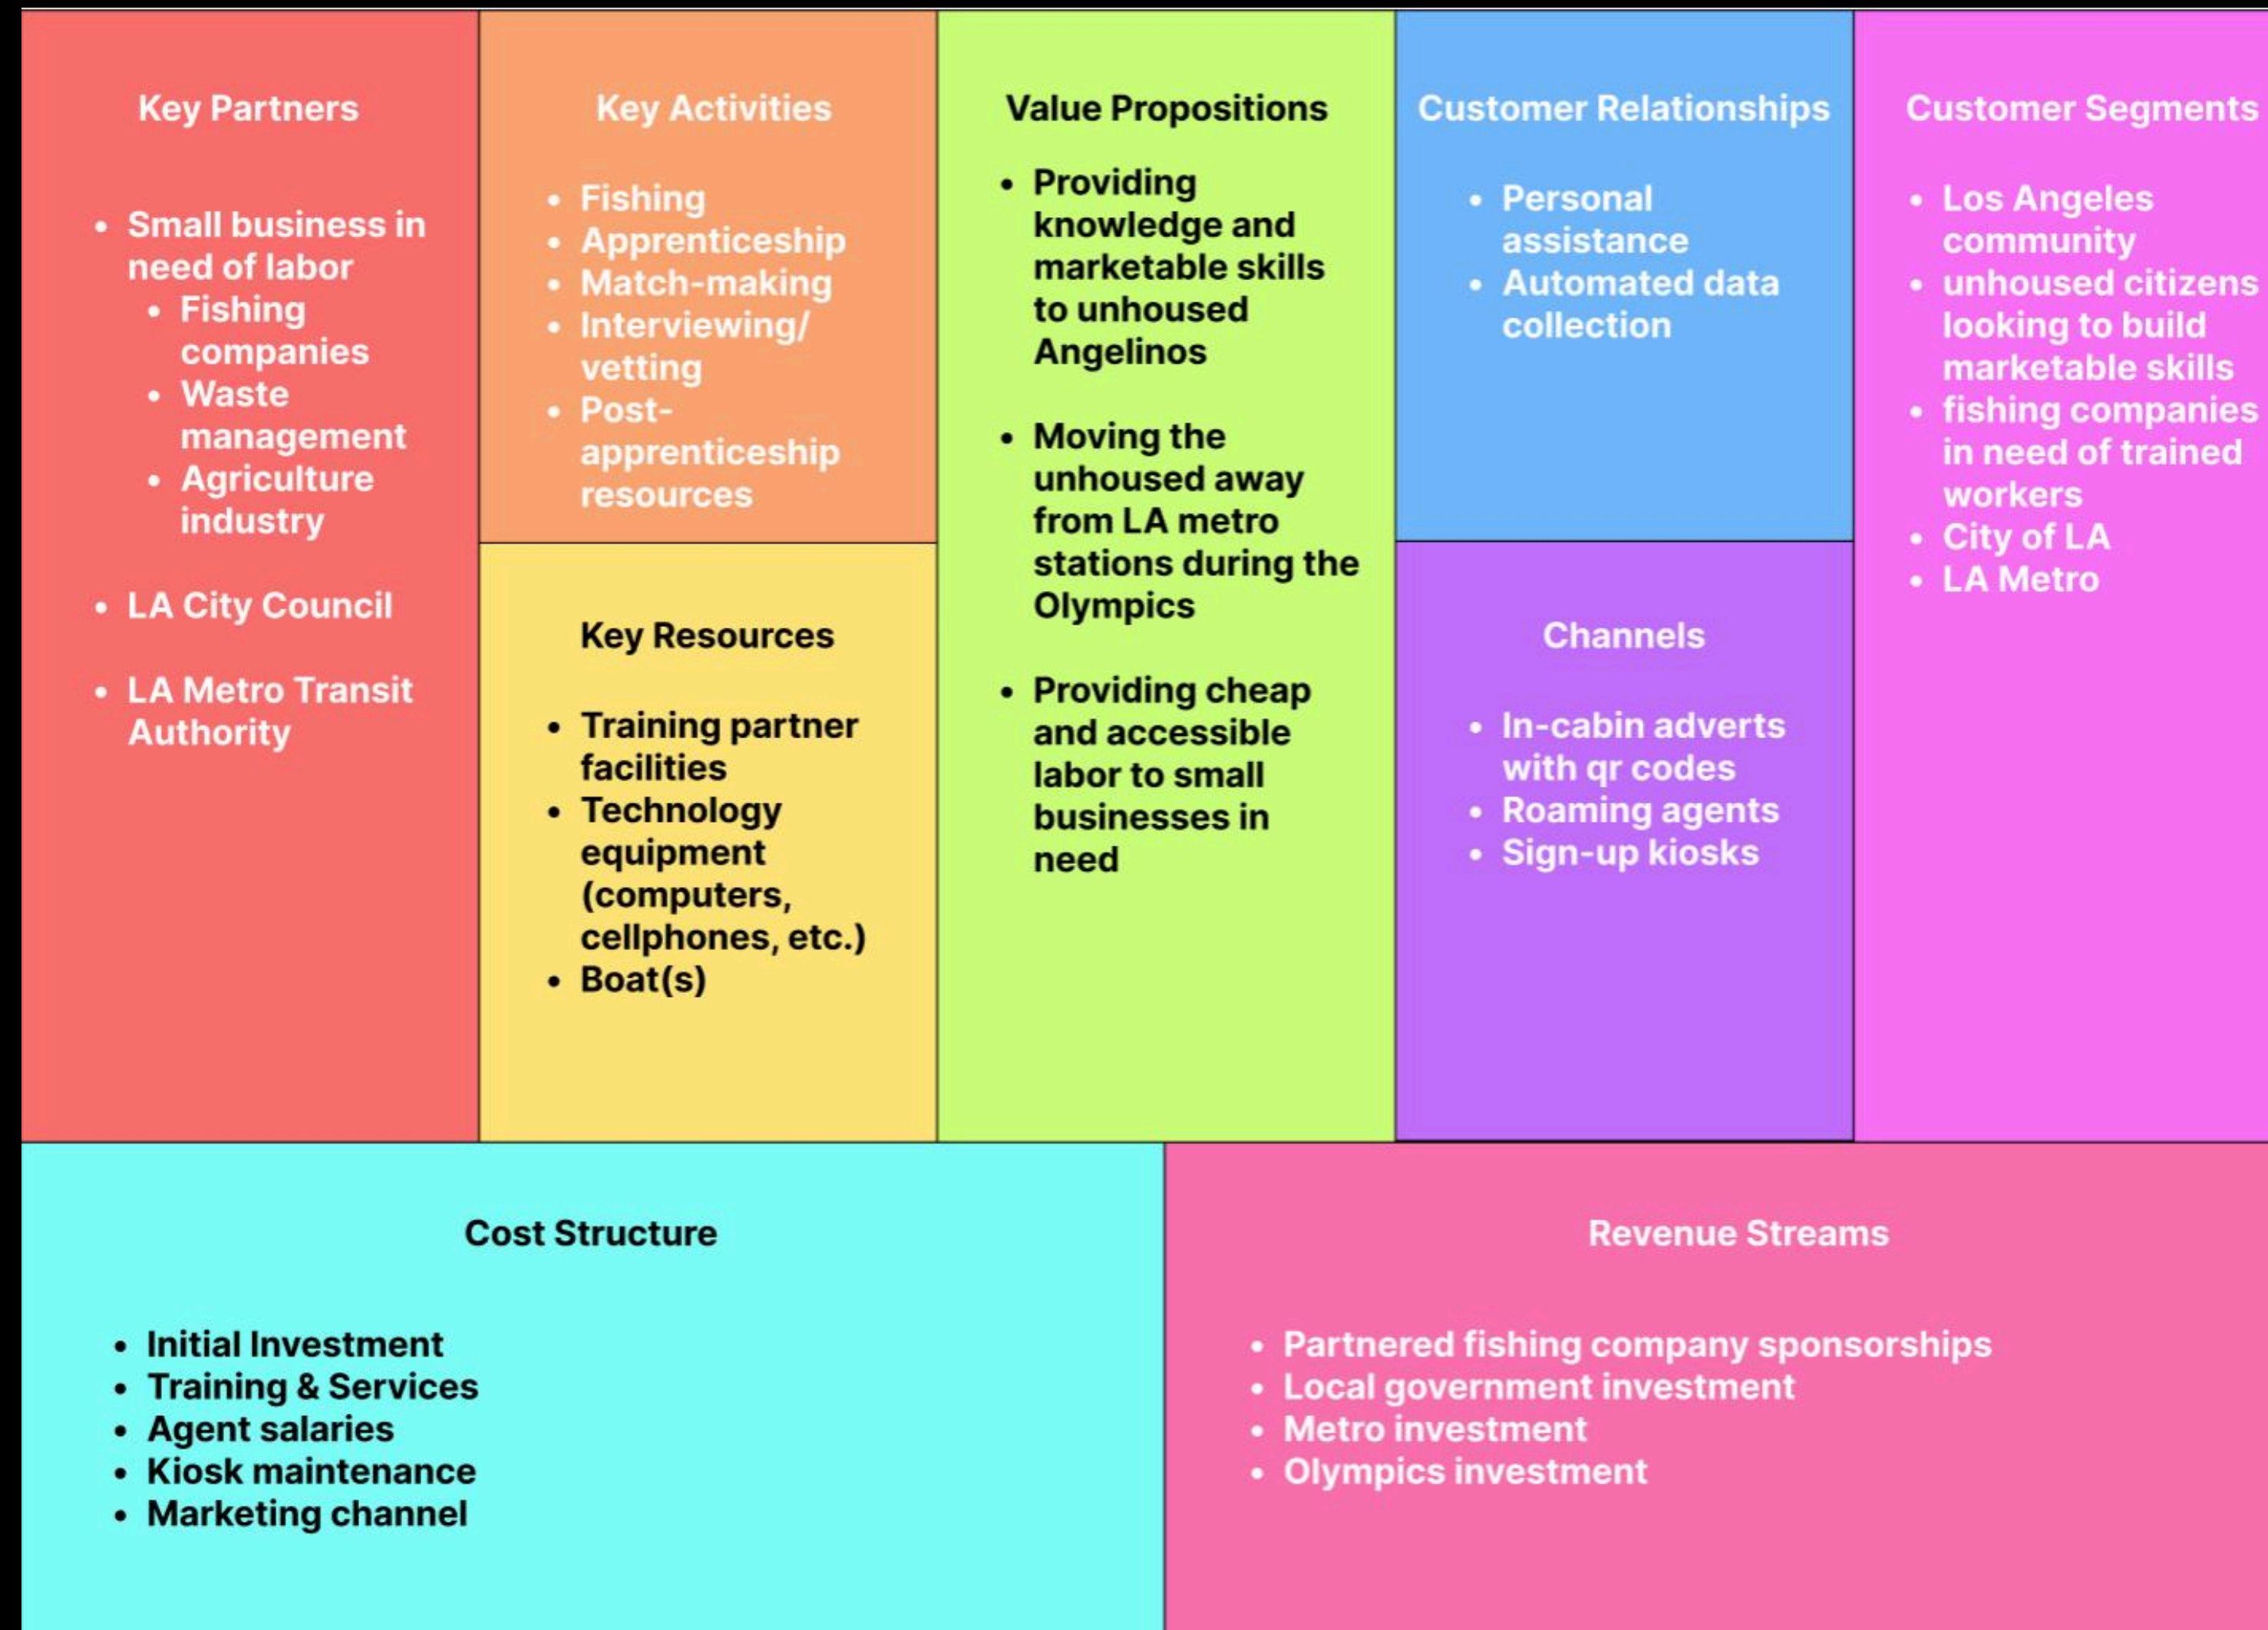 Key Partners
• Small business in
need of labor
• Fishing
companies
• Waste
management
• Agriculture
industry
• LA City Council
• LA Metro Transit
Authority
Key Activities
• Fishing
• Apprenticeship
• Match-making
• Interviewing/
vetting
• Post-
apprenticeship
resources
Key Resources
• Training partner
facilities
• Technology
equipment
(computers,
cellphones, etc.)
• Boat(s)
Value Propositions
• Providing
knowledge and
marketable skills
to unhoused
Angelinos
• Moving the
unhoused away
from LA metro
stations during the
Olympics
• Providing cheap
and accessible
labor to small
businesses in
need
Customer Relationships
• Personal
assistance
• Automated data
collection
Channels
• In-cabin adverts
with qr codes
• Roaming agents
• Sign-up kiosks
Customer Segments
• Los Angeles
community
• unhoused citizens
looking to build
marketable skills
• fishing companies
in need of trained
workers
• City of LA
• LA Metro
Cost Structure
• Initial Investment
• Training & Services
• Agent salaries
• Kiosk maintenance
• Marketing channel
Revenue Streams
• Partnered fishing company sponsorships
• Local government investment
• Metro investment
• Olympics investment